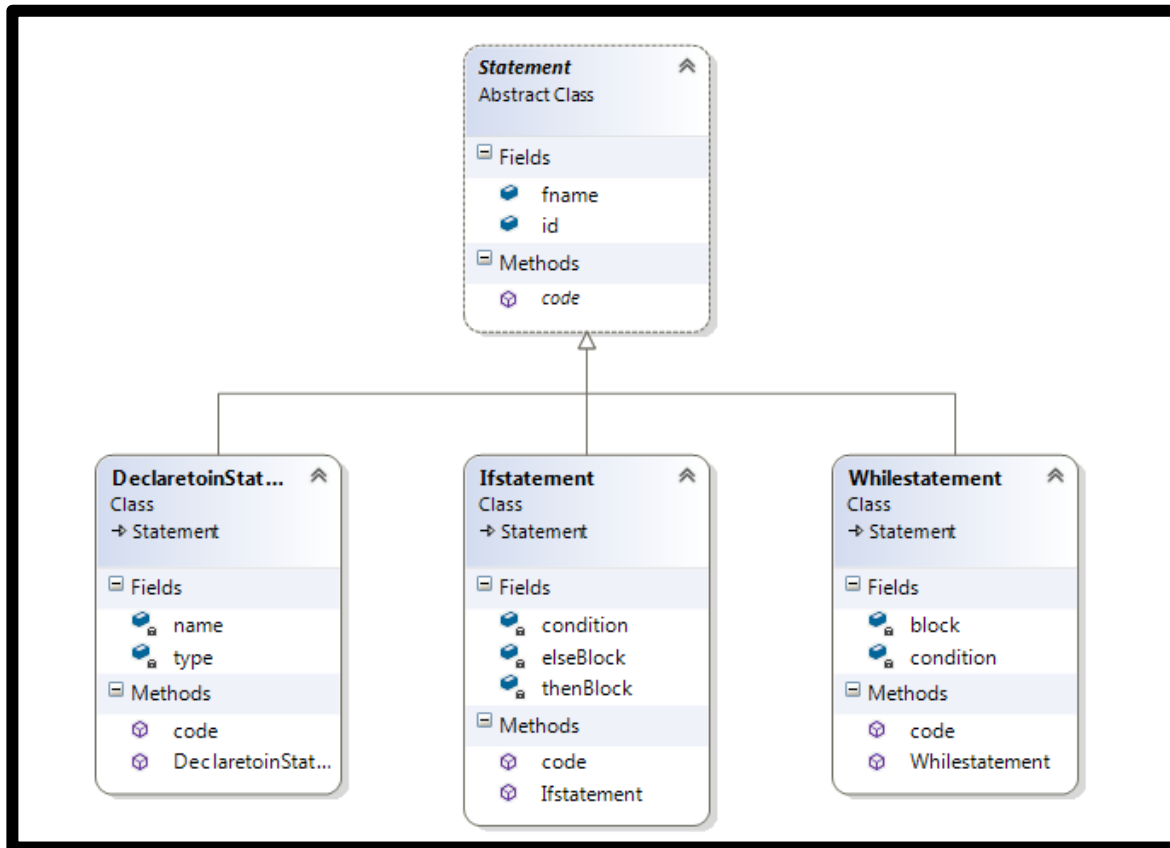 Statement
Abstract Class
Fields
fname
id
Methods
code
DeclaretoinStat...
Class
Statement
Fields
name
type
Methods
code
DeclaretoinStat...
Ifstatement
Class
Statement
Fields
condition
elseBlock
thenBlock
Methods
code
Ifstatement
Whilestatement
Class
Statement
Fields
block
condition
Methods
code
Whilestatement